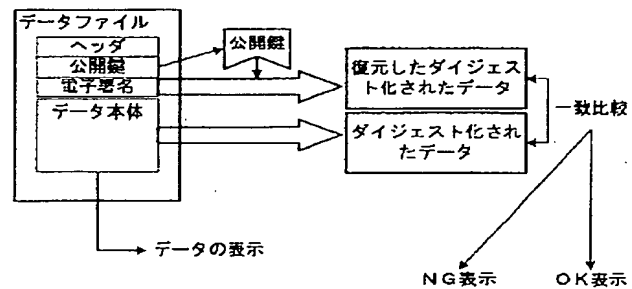 データファイル
ヘッダ
公開鍵
電子署名
データ本体
公開鍵
復元したダイジェス
ト化されたデータ
ダイジェスト化され
たデータ
一致比較
データの表示
NG表示
OK表示